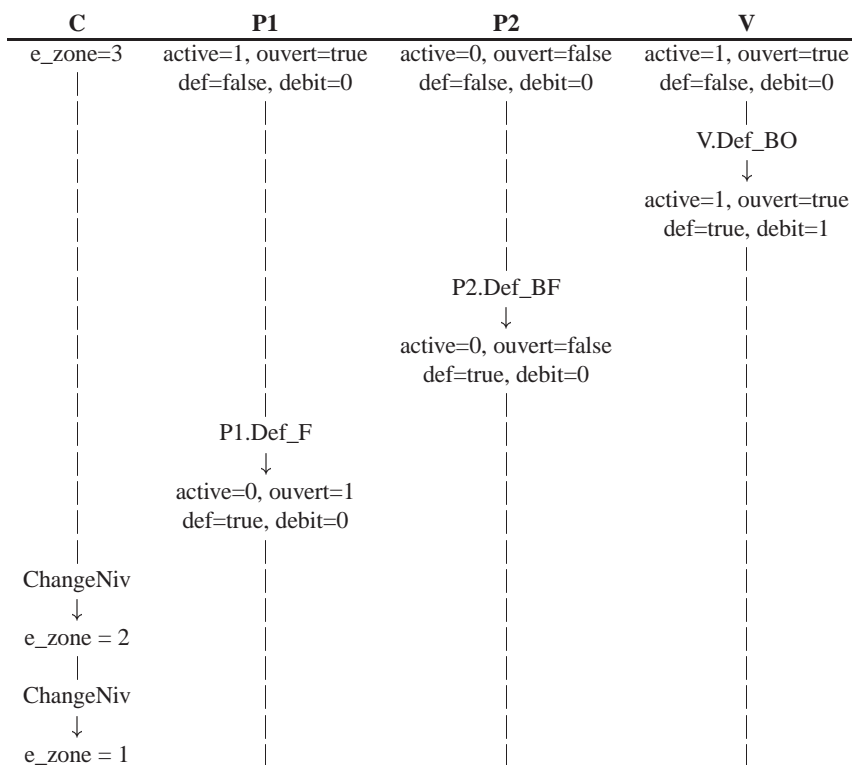 C P1 P2 V
e_zone=3 active=1, ouvert=true active=0, ouvert=false active=1, ouvert=true
def=false, debit=0 def=false, debit=0 def=false, debit=0
V.Def_BO
↓
active=1, ouvert=true
def=true, debit=1
P2.Def_BF
↓
active=0, ouvert=false
def=true, debit=0
P1.Def_F
↓
active=0, ouvert=1
def=true, debit=0
ChangeNiv
↓
e_zone = 2
ChangeNiv
↓
e_zone = 1